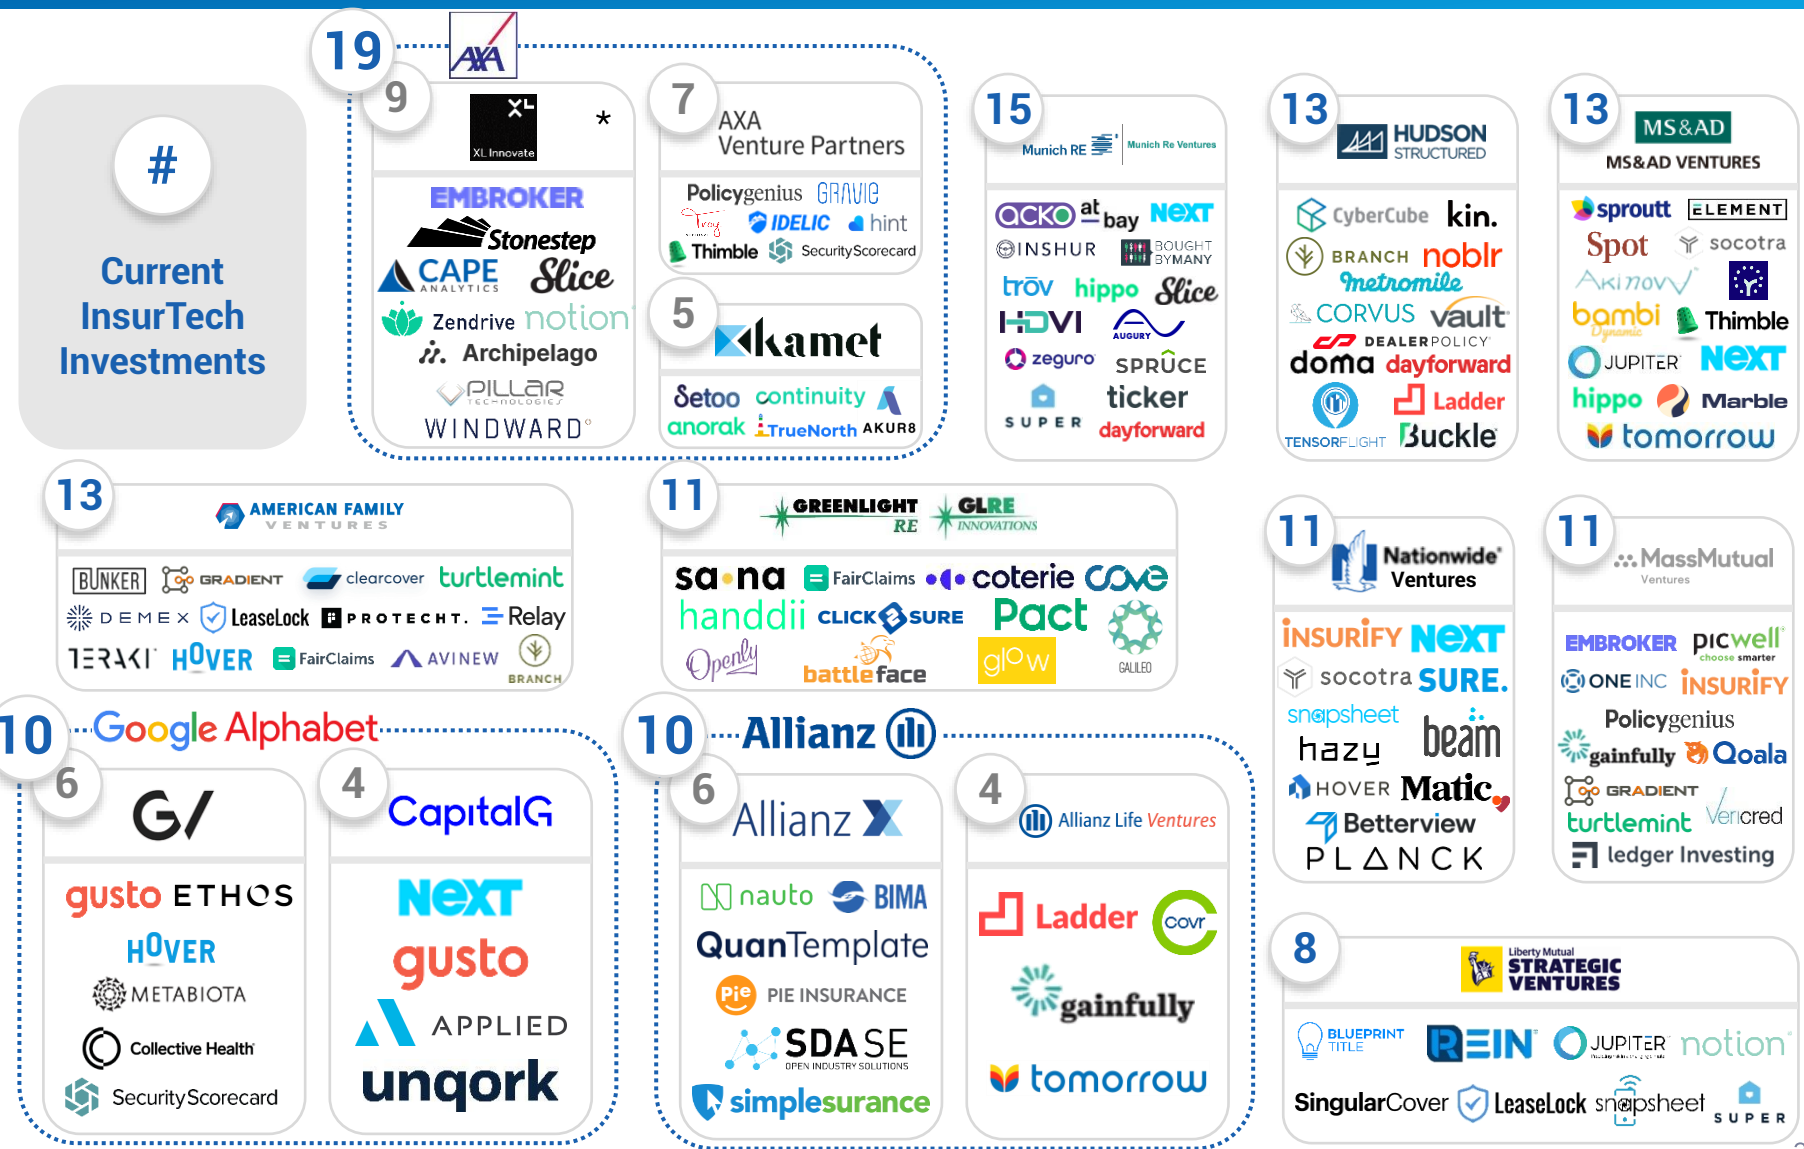 #
Current
InsurTech
Investments
19
AXA
9
XL
XL Innovate
*
EMBROKER
Stonestep
CAPE
ANALYTICS
Slice
Zendrive
notion
Archipelago
PILLAR
TECHNOLOGIES
WINDWARD
7
AXA
Venture Partners
Policygenius
GRAVIE
Troy
IDELIC
hint
Thimble
SecurityScorecard
5
kamet
Setoo
continuity
anorak
TrueNorth
AKUR8
15
Munich RE
Munich Re Ventures
acko
at bay
NEXT
INSHUR
BOUGHT
BYMANY
trōv
hippo
Slice
HDVI
AUGURY
zeguro
SPRUCE
SUPER
ticker
dayforward
13
HUDSON
STRUCTURED
CyberCube
kin.
BRANCH
noblr
metromile
CORVUS
vault
DEALERPOLICY
doma
dayforward
TENSORFLIGHT
Ladder
Buckle
13
MS&AD
MS&AD VENTURES
sproutt
ELEMENT
Spot
socotra
AKINOVA
bambi
Dynamic
Thimble
JUPITER
NEXT
hippo
Marble
tomorrow
13
AMERICAN FAMILY
VENTURES
BUNKER
GRADIENT
clearcover
turtlemint
DEMEX
LeaseLock
PROTECHT.
Relay
TERAKI
HOVER
FairClaims
AVINEW
BRANCH
11
GREENLIGHT
RE
GLRE
INNOVATIONS
sana
FairClaims
coterie
cove
handdii
CLICK2SURE
Pact
Openly
battleface
glow
GALILEO
11
Nationwide
Ventures
INSURIFY
NEXT
socotra
SURE.
snapsheet
hazy
beam
HOVER
Matic
Betterview
PLANCK
11
MassMutual
Ventures
EMBROKER
picwell
choose smarter
ONE INC
INSURIFY
Policygenius
gainfully
Qoala
GRADIENT
turtlemint
Vericred
ledger Investing
10
Google Alphabet
6
G/
gusto
ETHOS
HOVER
METABIOTA
Collective Health
SecurityScorecard
4
CapitalG
NEXT
gusto
APPLIED
unqork
10
Allianz
6
Allianz X
nauto
BIMA
QuanTemplate
Pie
PIE INSURANCE
SDA SE
OPEN INDUSTRY SOLUTIONS
simplesurance
4
Allianz Life Ventures
Ladder
covr
gainfully
tomorrow
8
Liberty Mutual
STRATEGIC
VENTURES
BLUEPRINT
TITLE
REIN
JUPITER
notion
SingularCover
LeaseLock
snapsheet
SUPER